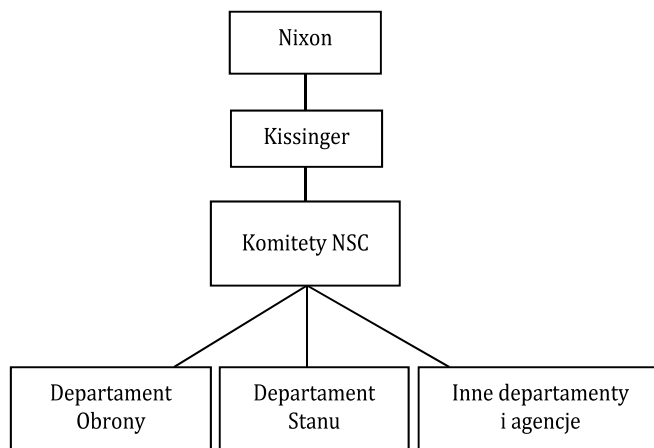 Nixon
Kissinger
Komitety NSC
Departament
Obrony
Departament
Stanu
Inne departamenty
i agencje